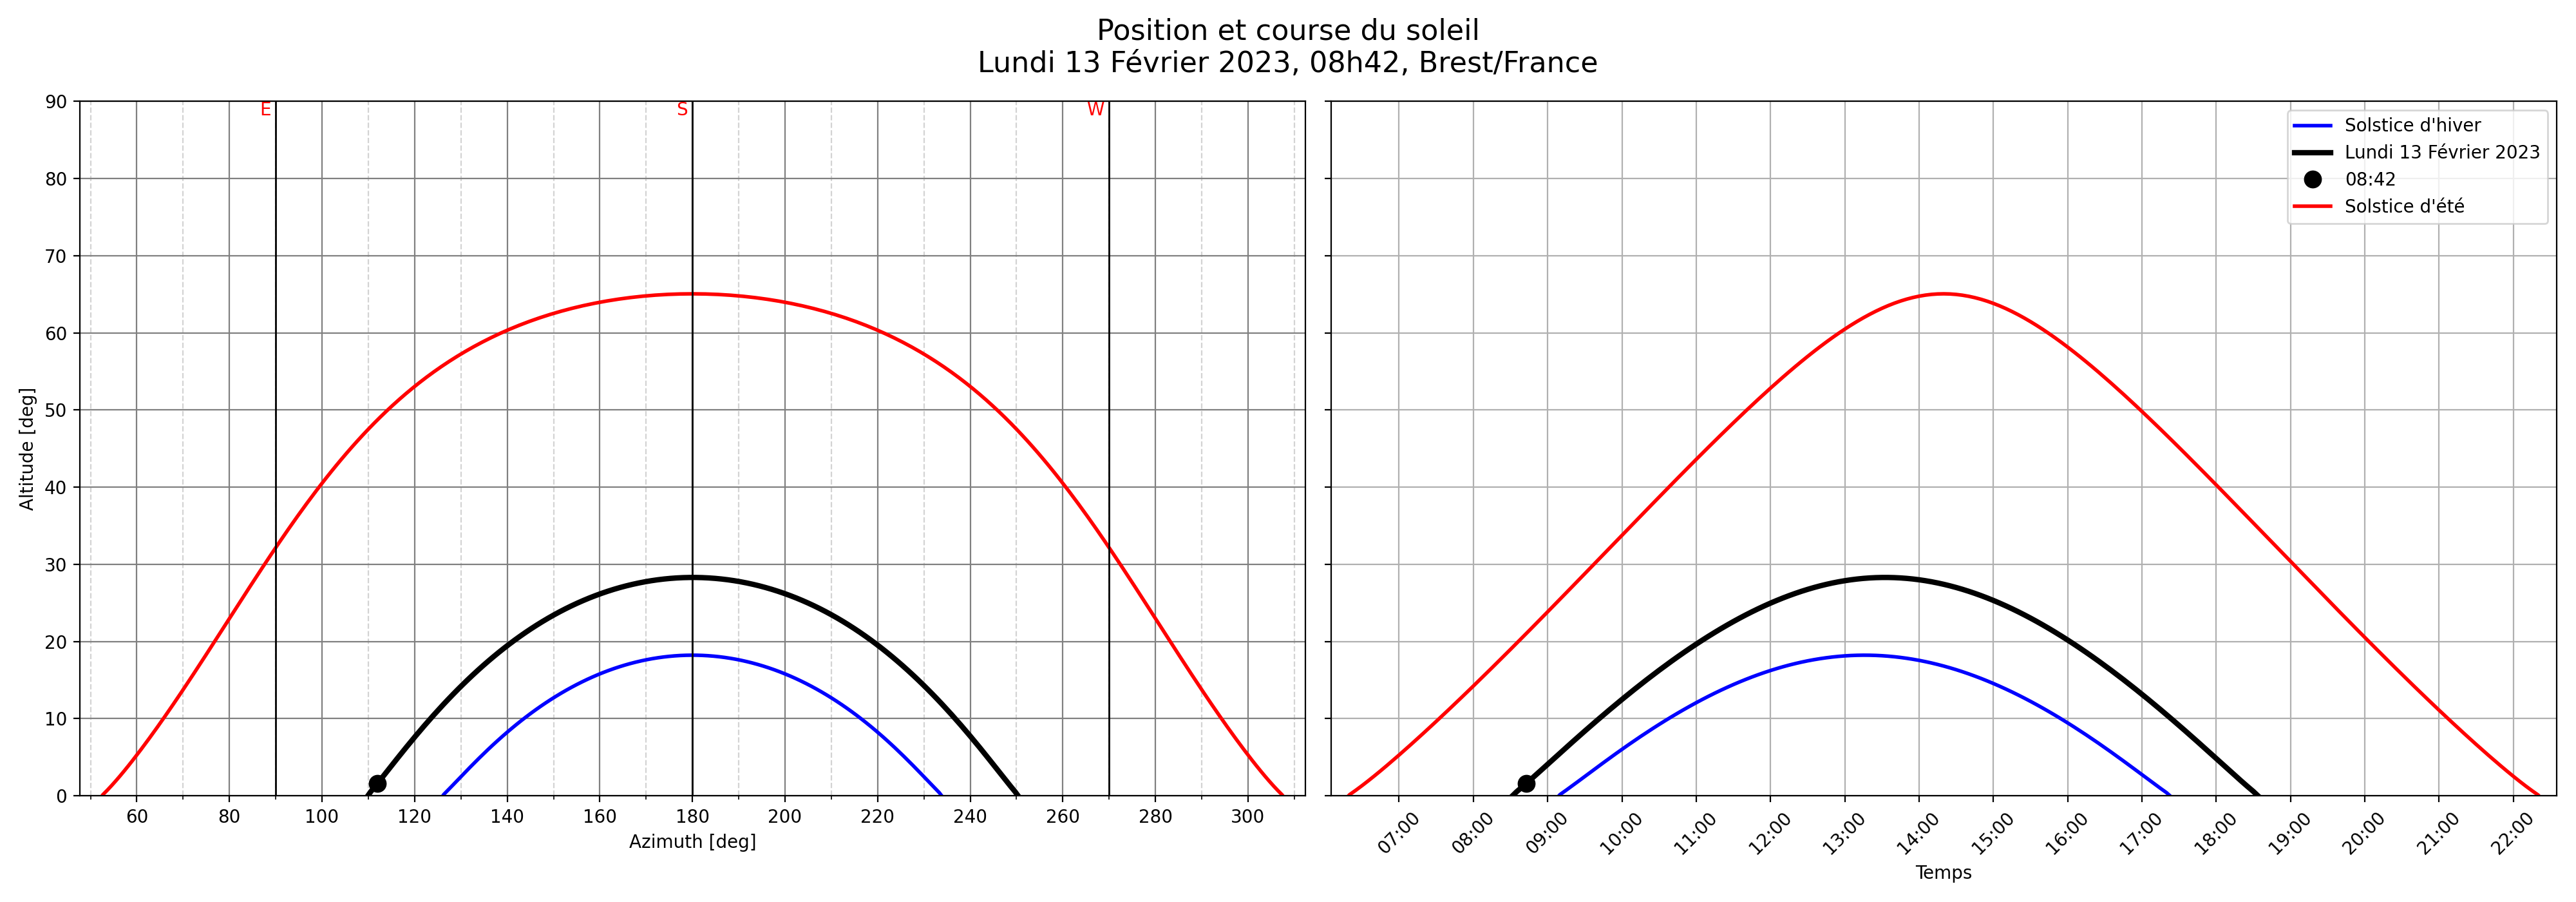 Position et course du soleil
Lundi 13 Février 2023, 08h42, Brest/France
E
S
W
90
80
70
60
50
40
30
20
10
0
Altitude [deg]
60 80 100 120 140 160 180 200 220 240 260 280 300
Azimuth [deg]
Solstice d'hiver
Lundi 13 Février 2023
08:42
Solstice d'été
07:00 08:00 09:00 10:00 11:00 12:00 13:00 14:00 15:00 16:00 17:00 18:00 19:00 20:00 21:00 22:00
Temps